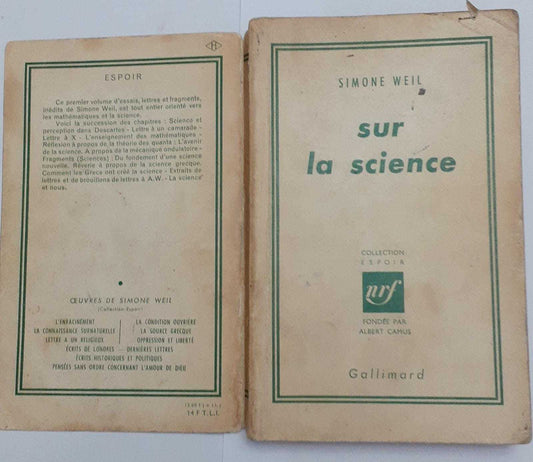 H
ESPOIR
Ce premier volume d'essais, lettres et fragments,
inédits de Simone Weil, est tout entier orienté vers
les mathématiques et la science.
Voici la succession des chapitres : Science et
perception dans Descartes - Lettre à un camarade -
Lettre à X - L'enseignement des mathématiques -
Réflexion à propos de la théorie des quanta : L'avenir
de la science. A propos de la mécanique ondulatoire -
Fragments (Sciences) : Du fondement d'une science
nouvelle. Rêverie à propos de la science grecque.
Comment les Grecs ont créé la science - Extraits de
lettres et de brouillons de lettres à A.W. - La science
et nous.
ŒUVRES DE SIMONE WEIL
(Collection Espoir)
L'ENRACINEMENT
LA CONNAISSANCE SURNATURELLE
LETTRE A UN RELIGIEUX
LA CONDITION OUVRIÈRE
LA SOURCE GRECQUE
OPPRESSION ET LIBERTÉ
ÉCRITS DE LONDRES -- DERNIÈRES LETTRES
ÉCRITS HISTORIQUES ET POLITIQUES
PENSÉES SANS ORDRE CONCERNANT L'AMOUR DE DIEU
14 F T.L.I.
SIMONE WEIL
sur
la science
COLLECTION
ESPOIR
nrf
FONDÉE PAR
ALBERT CAMUS
Gallimard